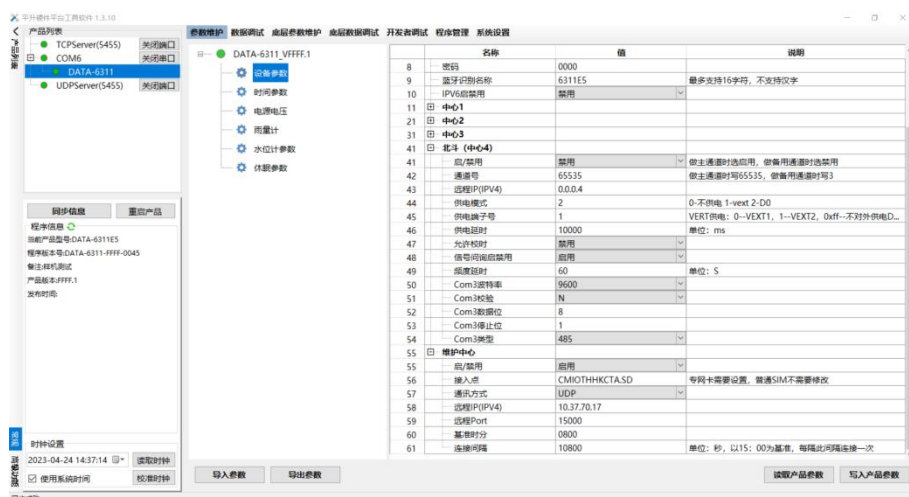 平升硬件平台工具软件 1.3.10
产品列表
参数维护 数据调试 底层参数维护 底层数据调试 开发者调试 程序管理 系统设置
TCPServer(5455) 关闭端口
COM6 关闭串口
DATA-6311
UDPServer(5455) 关闭端口
同步信息 重启产品
程序信息
当前产品型号:DATA-6311E5
程序版本号:DATA-6311-FFFF-0045
备注:样机测试
产品版本:FFFF.1
发布时间:
时钟设置
2023-04-24 14:37:14 读取时钟
使用系统时间 校准时钟
DATA-6311_VFFFF.1
设备参数
时间参数
电源电压
雨量计
水位计参数
休眠参数
名称 值 说明
8 密码 0000
9 蓝牙识别名称 6311E5 最多支持16字符，不支持汉字
10 IPV6启禁用 禁用
11 中心1
21 中心2
31 中心3
41 北斗（中心4）
41 启/禁用 禁用 做主通道时选启用，做备用通道时选禁用
42 通道号 65535 做主通道时写65535，做备用通道时写3
43 远程IP(IPV4) 0.0.0.4
44 供电模式 2 0-不供电 1-vext 2-D0
45 供电端子号 1 VERT供电：0--VEXT1，1--VEXT2，0xff--不对外供电D...
46 供电延时 10000 单位：ms
47 允许校时 禁用
48 信号问询启禁用 启用
49 频度延时 60 单位：S
50 Com3波特率 9600
51 Com3校验 N
52 Com3数据位 8
53 Com3停止位 1
54 Com3类型 485
55 维护中心
55 启/禁用 启用
56 接入点 CMIOTHHKCTA.SD 专网卡需要设置，普通SIM不需要修改
57 通讯方式 UDP
58 远程IP(IPV4) 10.37.70.17
59 远程Port 15000
60 基准时分 0800
61 连接间隔 10800 单位：秒，以15：00为基准，每隔此间隔连接一次
导入参数 导出参数 读取产品参数 写入产品参数